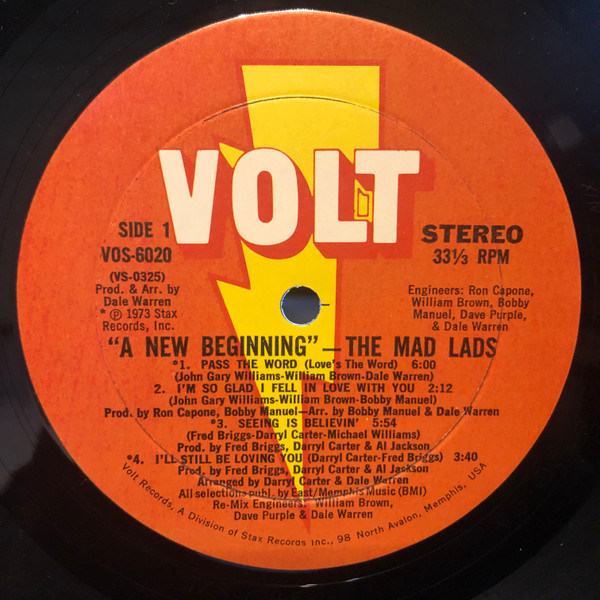 VOLT
SIDE 1
VOS-6020
(VS-0325)
Prod. & Arr. by
Dale Warren
* ℗ 1973 Stax
Records, Inc.
STEREO
33⅓ RPM
Engineers: Ron Capone,
William Brown, Bobby
Manuel, Dave Purple,
& Dale Warren
"A NEW BEGINNING"—THE MAD LADS
*1. PASS THE WORD (Love's The Word) 6:00
(John Gary Williams-William Brown-Dale Warren)
2. I'M SO GLAD I FELL IN LOVE WITH YOU 2:12
(John Gary Williams-William Brown-Bobby Manuel)
Prod. by Ron Capone, Bobby Manuel—Arr. by Bobby Manuel & Dale Warren
*3. SEEING IS BELIEVIN' 5:54
(Fred Briggs-Darryl Carter-Michael Williams)
Prod. by Fred Briggs, Darryl Carter & Al Jackson
*4. I'LL STILL BE LOVING YOU (Darryl Carter-Fred Briggs) 3:40
Prod. by Fred Briggs, Darryl Carter & Al Jackson
Arranged by Darryl Carter & Dale Warren
All selections publ. by East/Memphis Music (BMI)
Re-Mix Engineers: William Brown,
Dave Purple & Dale Warren
Volt Records, A Division of Stax Records Inc., 98 North Avalon, Memphis, USA